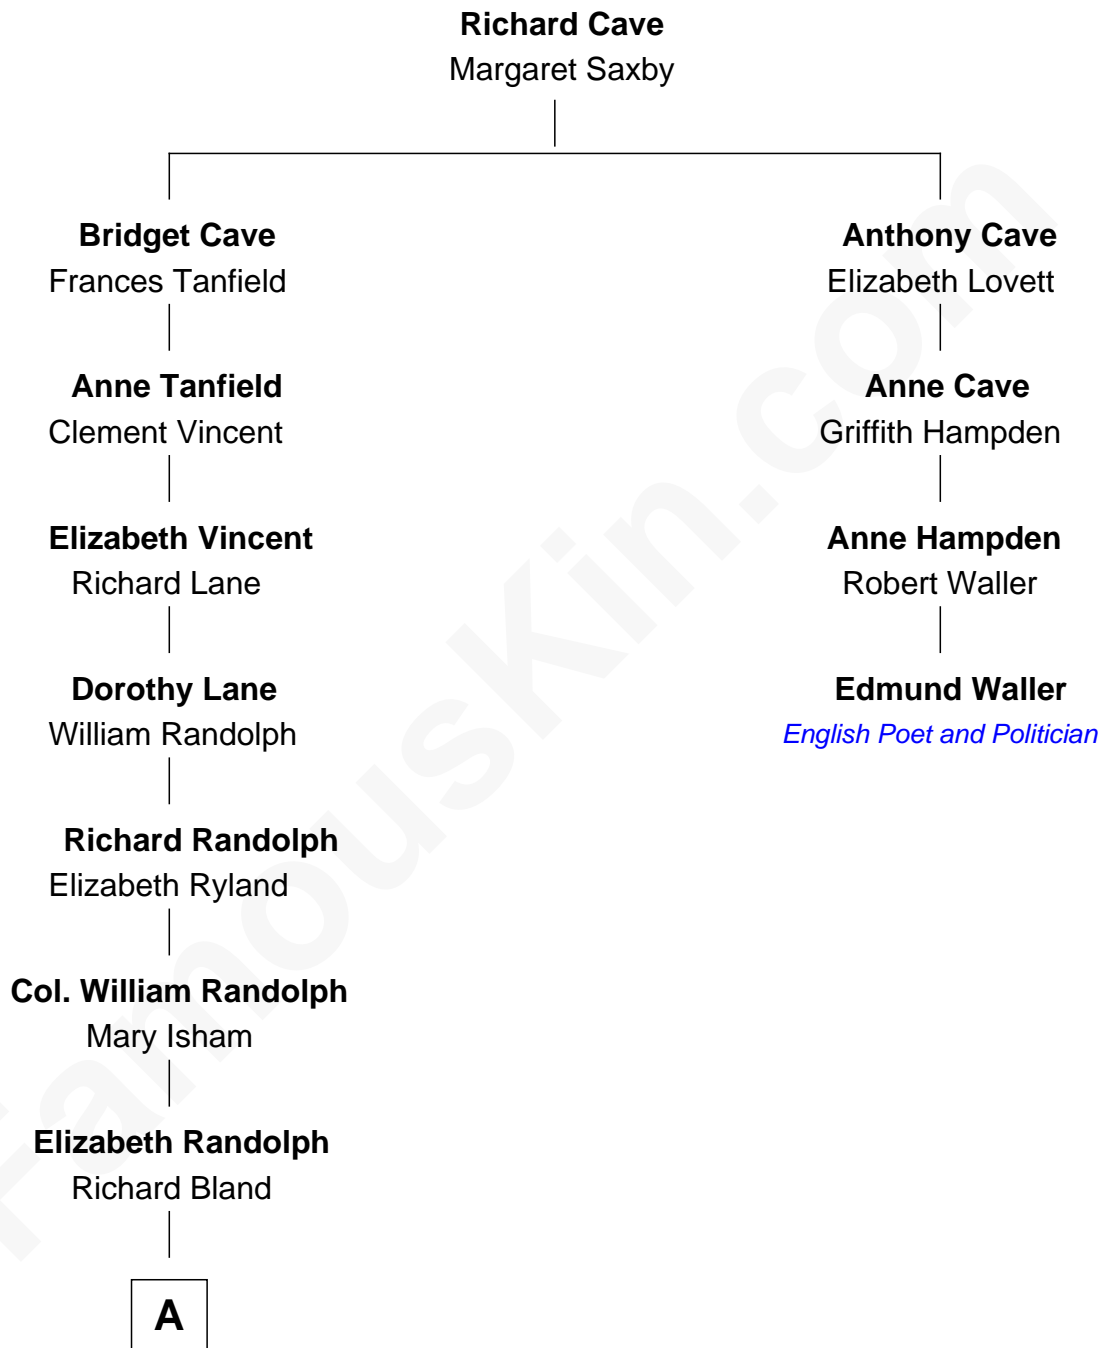 Richard Cave
Margaret Saxby
Bridget Cave
Frances Tanfield
Anthony Cave
Elizabeth Lovett
Anne Tanfield
Clement Vincent
Anne Cave
Griffith Hampden
Elizabeth Vincent
Richard Lane
Anne Hampden
Robert Waller
Dorothy Lane
William Randolph
Edmund Waller
English Poet and Politician
Richard Randolph
Elizabeth Ryland
Col. William Randolph
Mary Isham
Elizabeth Randolph
Richard Bland
A
FamousKin.com